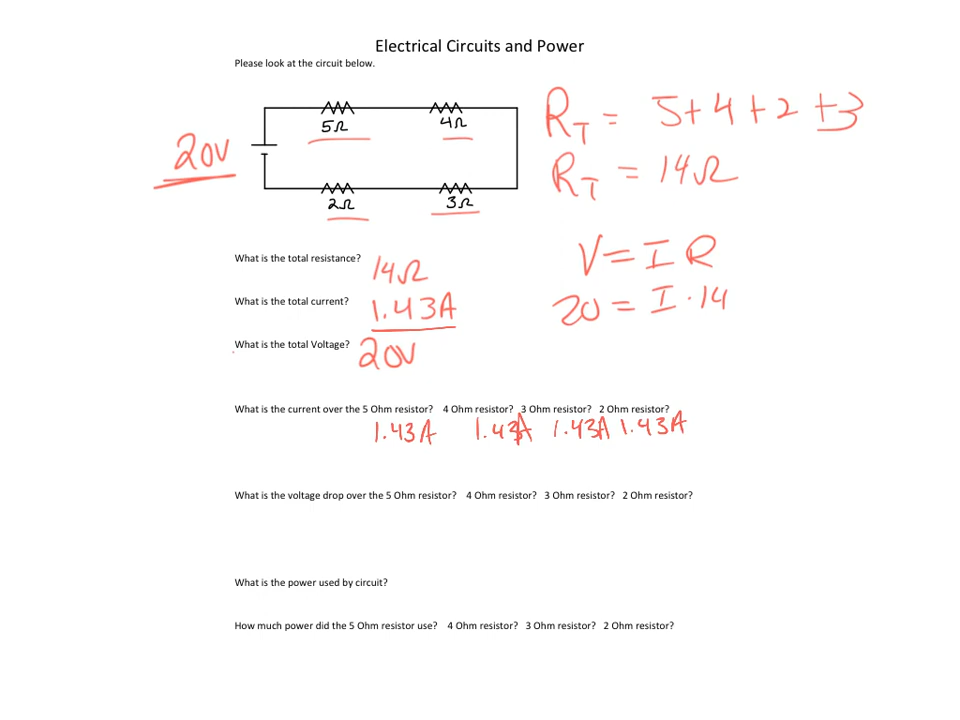 Electrical Circuits and Power
Please look at the circuit below.
5Ω 4Ω
20V
2Ω 3Ω
R_T = 5+4+2+3
R_T = 14Ω
What is the total resistance? 14Ω
V = I R
What is the total current? 1.43A
20 = I · 14
What is the total Voltage? 20V
What is the current over the 5 Ohm resistor? 4 Ohm resistor? 3 Ohm resistor? 2 Ohm resistor?
1.43A 1.43A 1.43A 1.43A
What is the voltage drop over the 5 Ohm resistor? 4 Ohm resistor? 3 Ohm resistor? 2 Ohm resistor?
What is the power used by circuit?
How much power did the 5 Ohm resistor use? 4 Ohm resistor? 3 Ohm resistor? 2 Ohm resistor?